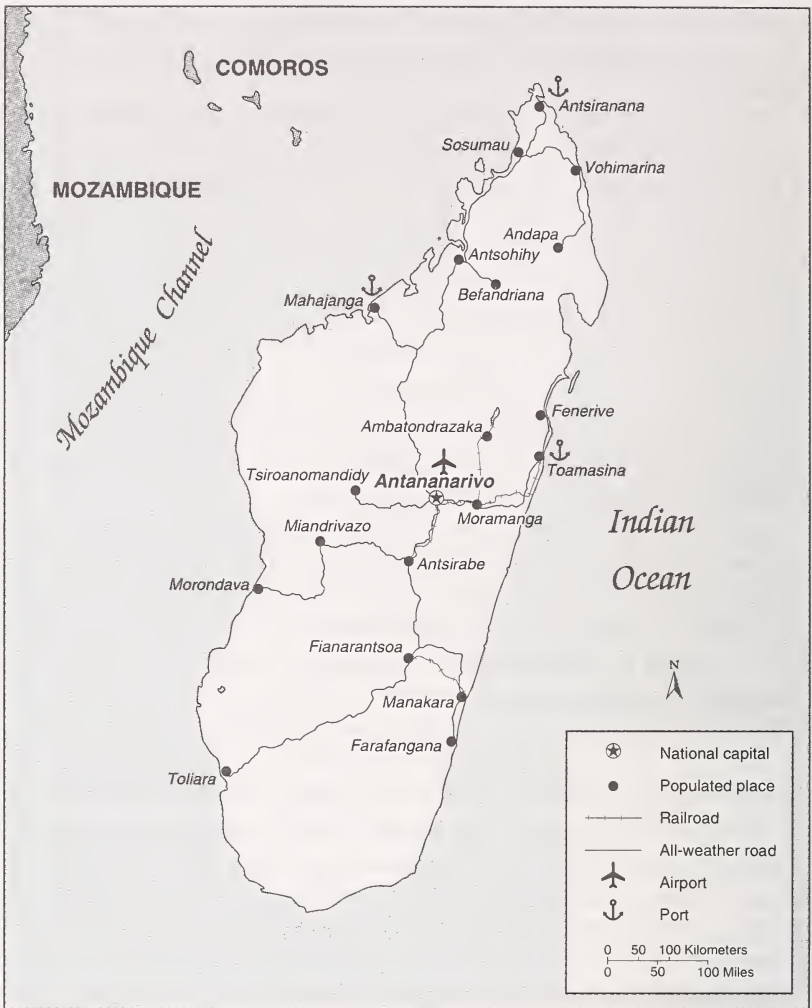 COMOROS
Antsiranana
Sosumau
Vohimarina
MOZAMBIQUE
Andapa
Antsohihy
Befandriana
Mahajanga
Mozambique Channel
Fenerive
Ambatondrazaka
Toamasina
Tsiroanomandidy
Antananarivo
Moramanga
Indian
Ocean
Miandrivazo
Antsirabe
Morondava
Fianarantsoa
N
Manakara
Farafangana
Toliara
National capital
Populated place
Railroad
All-weather road
Airport
Port
0 50 100 Kilometers
0 50 100 Miles